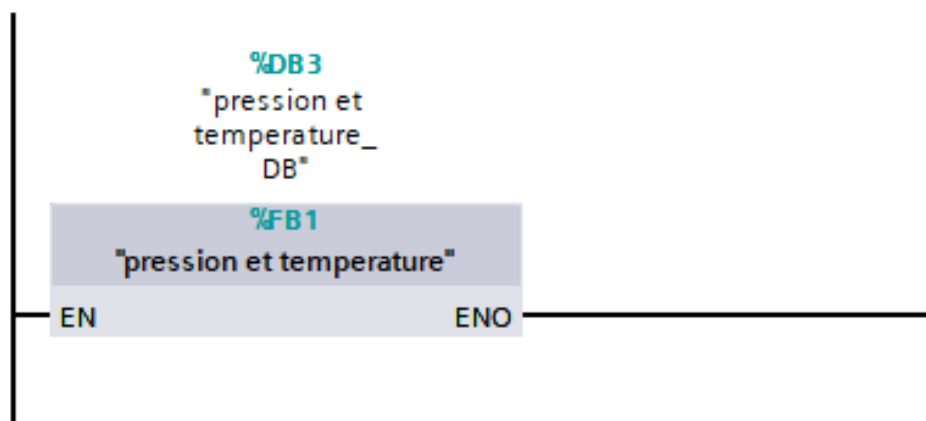 %DB3
"pression et
temperature_
DB"
%FB1
"pression et temperature"
EN ENO